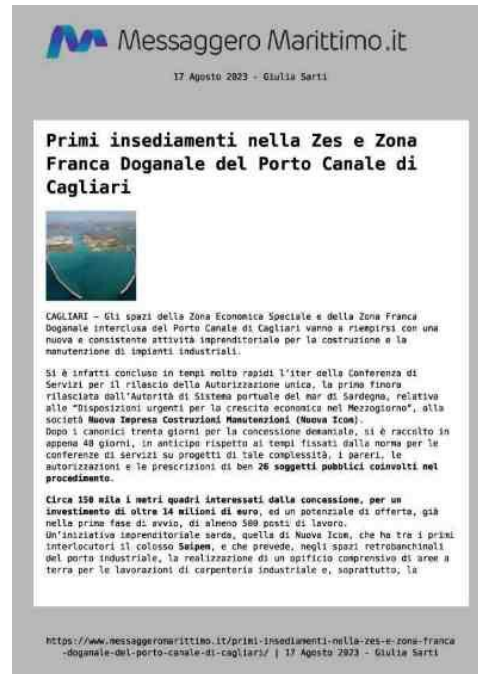 Messaggero Marittimo.it
17 Agosto 2023 - Giulia Sarti
Primi insediamenti nella Zes e Zona
Franca Doganale del Porto Canale di
Cagliari
CAGLIARI – Gli spazi della Zona Economica Speciale e della Zona Franca
Doganale interclusa del Porto Canale di Cagliari vanno a riempirsi con una
nuova e consistente attività imprenditoriale per la costruzione e la
manutenzione di impianti industriali.
Si è infatti concluso in tempi molto rapidi l'iter della Conferenza di
Servizi per il rilascio della Autorizzazione unica, la prima finora
rilasciata dall'Autorità di Sistema portuale del mar di Sardegna, relativa
alle "Disposizioni urgenti per la crescita economica nel Mezzogiorno", alla
società Nuova Impresa Costruzioni Manutenzioni (Nuova Icom).
Dopo i canonici trenta giorni per la concessione demaniale, si è raccolto in
appena 40 giorni, in anticipo rispetto ai tempi fissati dalla norma per le
conferenze di servizi su progetti di tale complessità, i pareri, le
autorizzazioni e le prescrizioni di ben 26 soggetti pubblici coinvolti nel
procedimento.
Circa 150 mila i metri quadri interessati dalla concessione, per un
investimento di oltre 14 milioni di euro, ed un potenziale di offerta, già
nella prima fase di avvio, di almeno 500 posti di lavoro.
Un'iniziativa imprenditoriale sarda, quella di Nuova Icom, che ha tra i primi
interlocutori il colosso Saipem, e che prevede, negli spazi retrobanchinali
del porto industriale, la realizzazione di un opificio comprensivo di aree a
terra per le lavorazioni di carpenteria industriale e, soprattutto, la
https://www.messaggeromarittimo.it/primi-insediamenti-nella-zes-e-zona-franca
-doganale-del-porto-canale-di-cagliari/ | 17 Agosto 2023 - Giulia Sarti